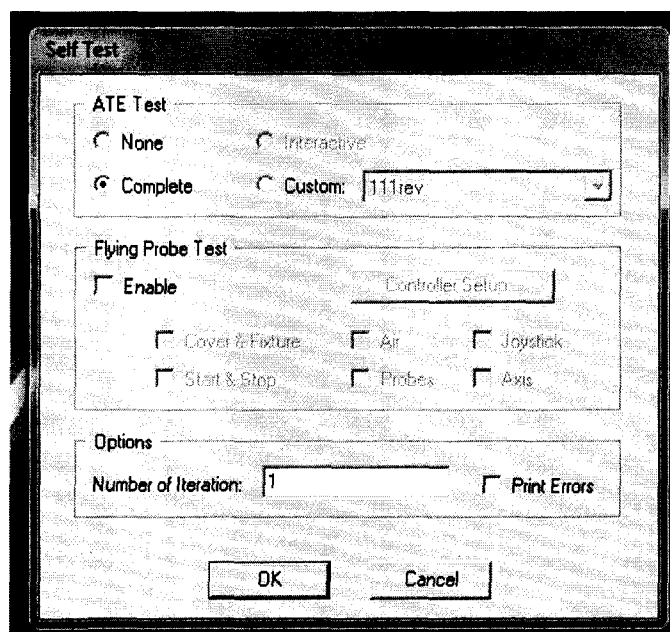 Self Test
ATE Test
None Interactive
Complete Custom: 111rev
Flying Probe Test
Enable Controller Setup
Cover & Fixture Air Joystick
Start & Stop Probes Axis
Options
Number of Iteration: 1 Print Errors
OK Cancel